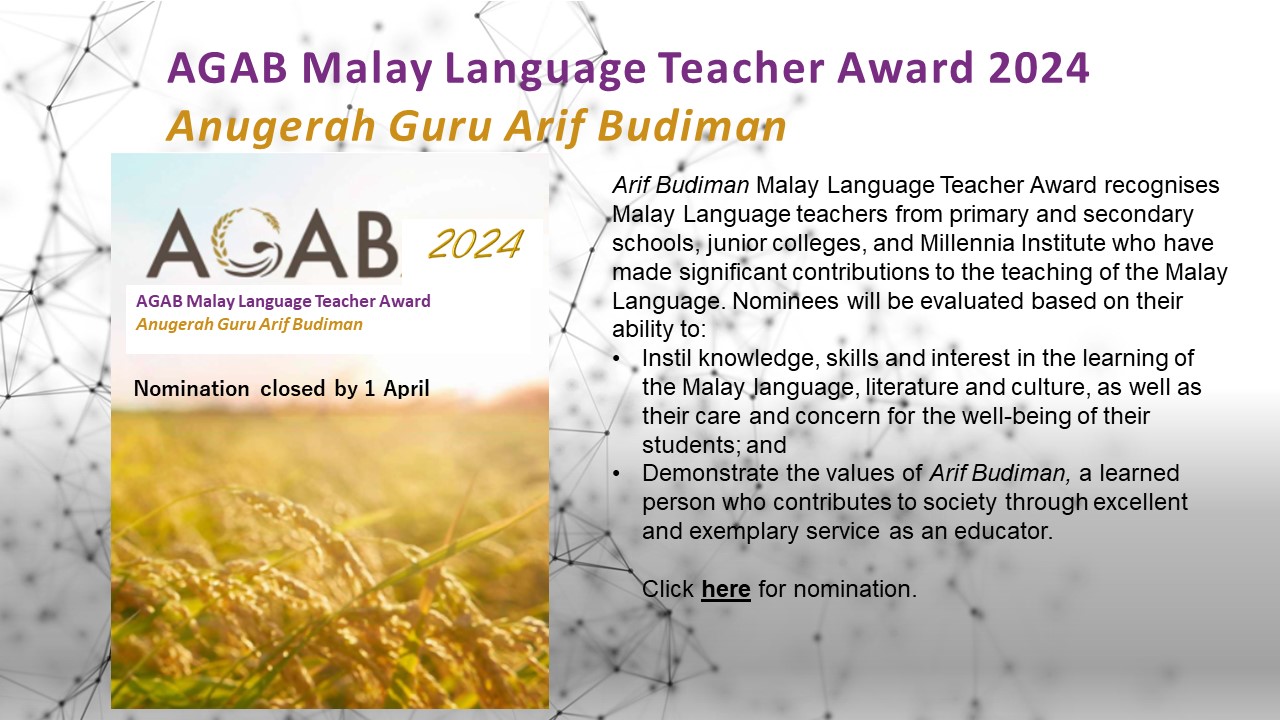 AGAB Malay Language Teacher Award 2024
Anugerah Guru Arif Budiman
AGAB 2024
AGAB Malay Language Teacher Award
Anugerah Guru Arif Budiman
Nomination closed by 1 April
Arif Budiman Malay Language Teacher Award recognises
Malay Language teachers from primary and secondary
schools, junior colleges, and Millennia Institute who have
made significant contributions to the teaching of the Malay
Language. Nominees will be evaluated based on their
ability to:
• Instil knowledge, skills and interest in the learning of
the Malay language, literature and culture, as well as
their care and concern for the well-being of their
students; and
• Demonstrate the values of Arif Budiman, a learned
person who contributes to society through excellent
and exemplary service as an educator.
Click here for nomination.